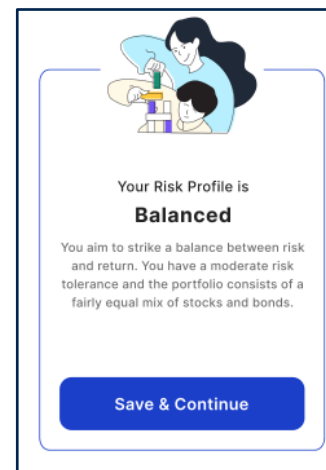 Your Risk Profile is
Balanced
You aim to strike a balance between risk
and return. You have a moderate risk
tolerance and the portfolio consists of a
fairly equal mix of stocks and bonds.
Save & Continue